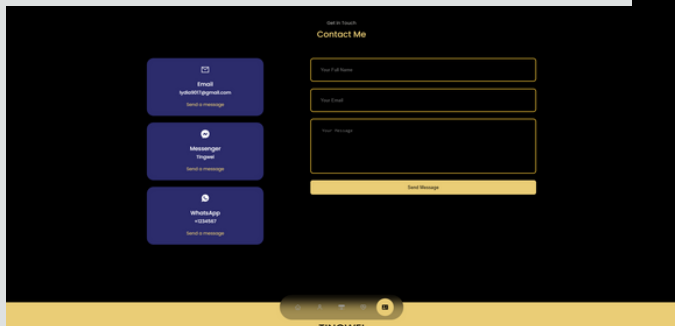 Get In Touch
Contact Me
Email
Send a message
Messenger
Tingwei
Send a message
WhatsApp
+1234567
Send a message
Your Full Name
Your Email
Your Message
Send Message
TINGWEI